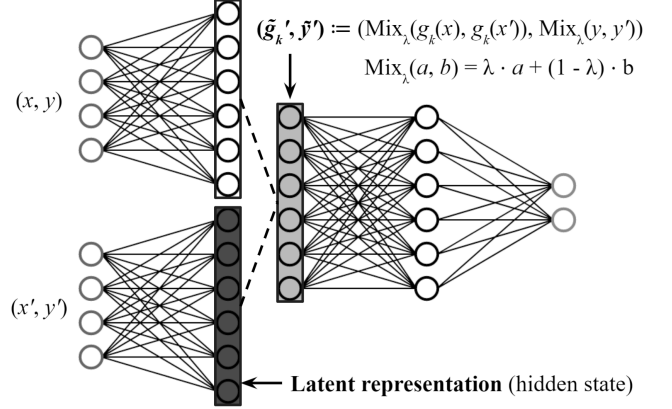 (g̃ₖ′, ỹ′) := (Mix_λ(gₖ(x), gₖ(x′)), Mix_λ(y, y′))
Mix_λ(a, b) = λ · a + (1 - λ) · b
(x, y)
(x′, y′)
Latent representation (hidden state)